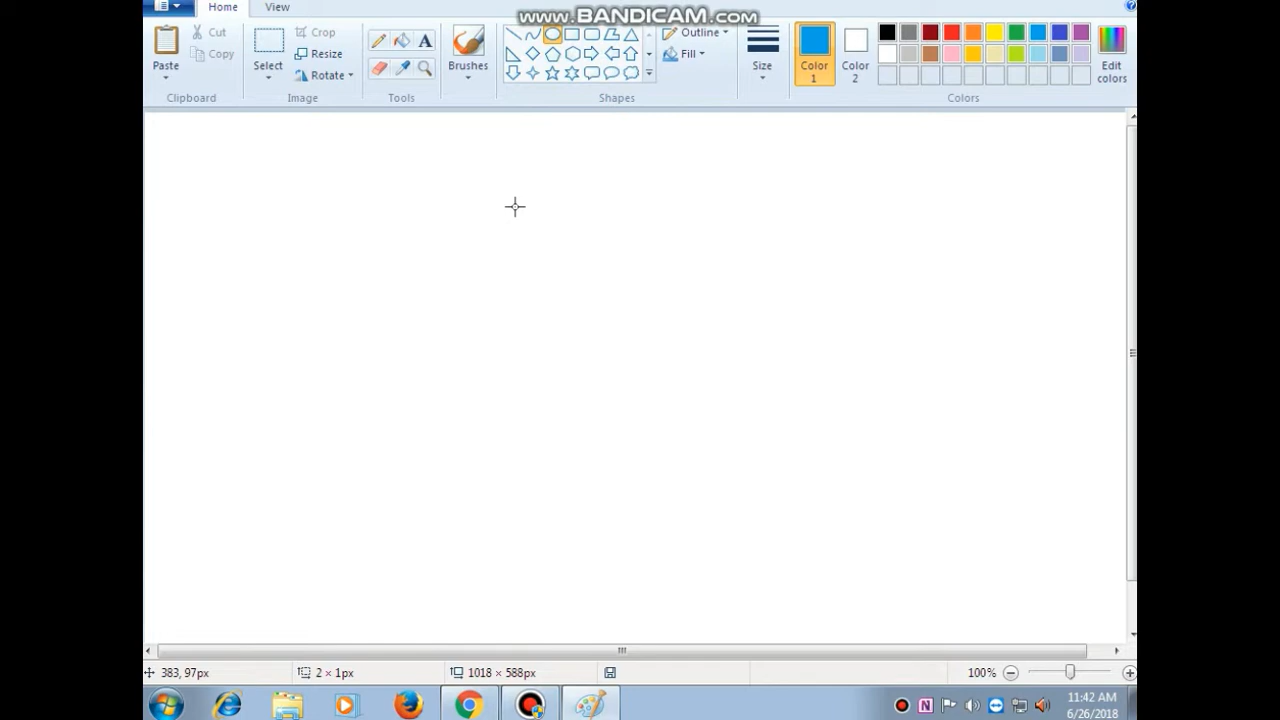 Home View
www.BANDICAM.com
Paste
Cut
Copy
Clipboard
Select
Crop
Resize
Rotate
Image
A
Tools
Brushes
Outline
Fill
Shapes
Size
Color 1
Color 2
Edit colors
Colors
383, 97px
2 × 1px
1018 × 588px
100%
N
11:42 AM
6/26/2018